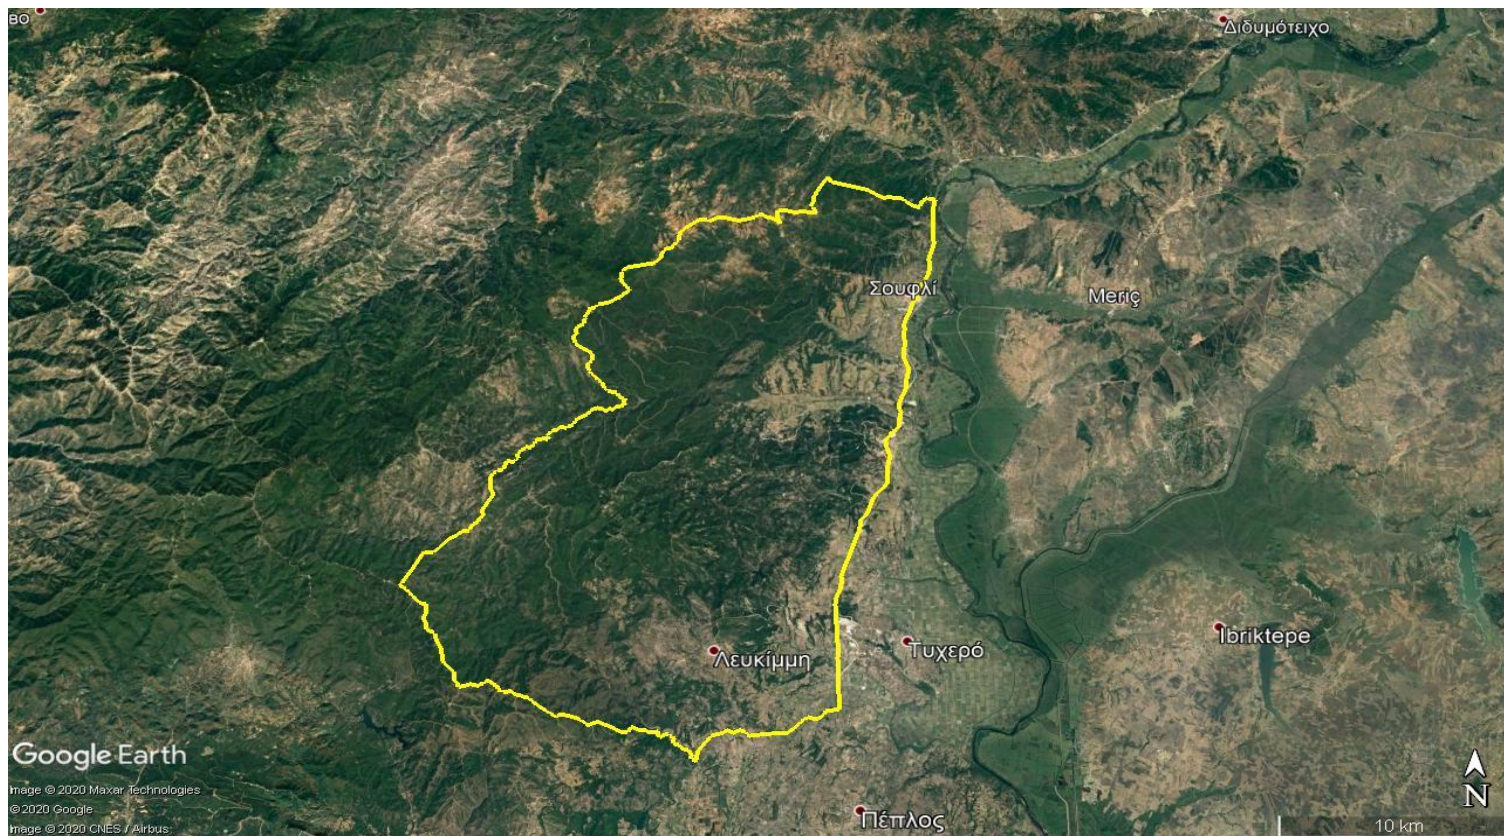 BO
Διδυμότειχο
Σουφλί
Meriç
Ibriktepe
Τυχερό
Λευκίμμη
Google Earth
Image © 2020 Maxar Technologies
© 2020 Google
Image © 2020 CNES / Airbus
Πέπλος
N
10 km